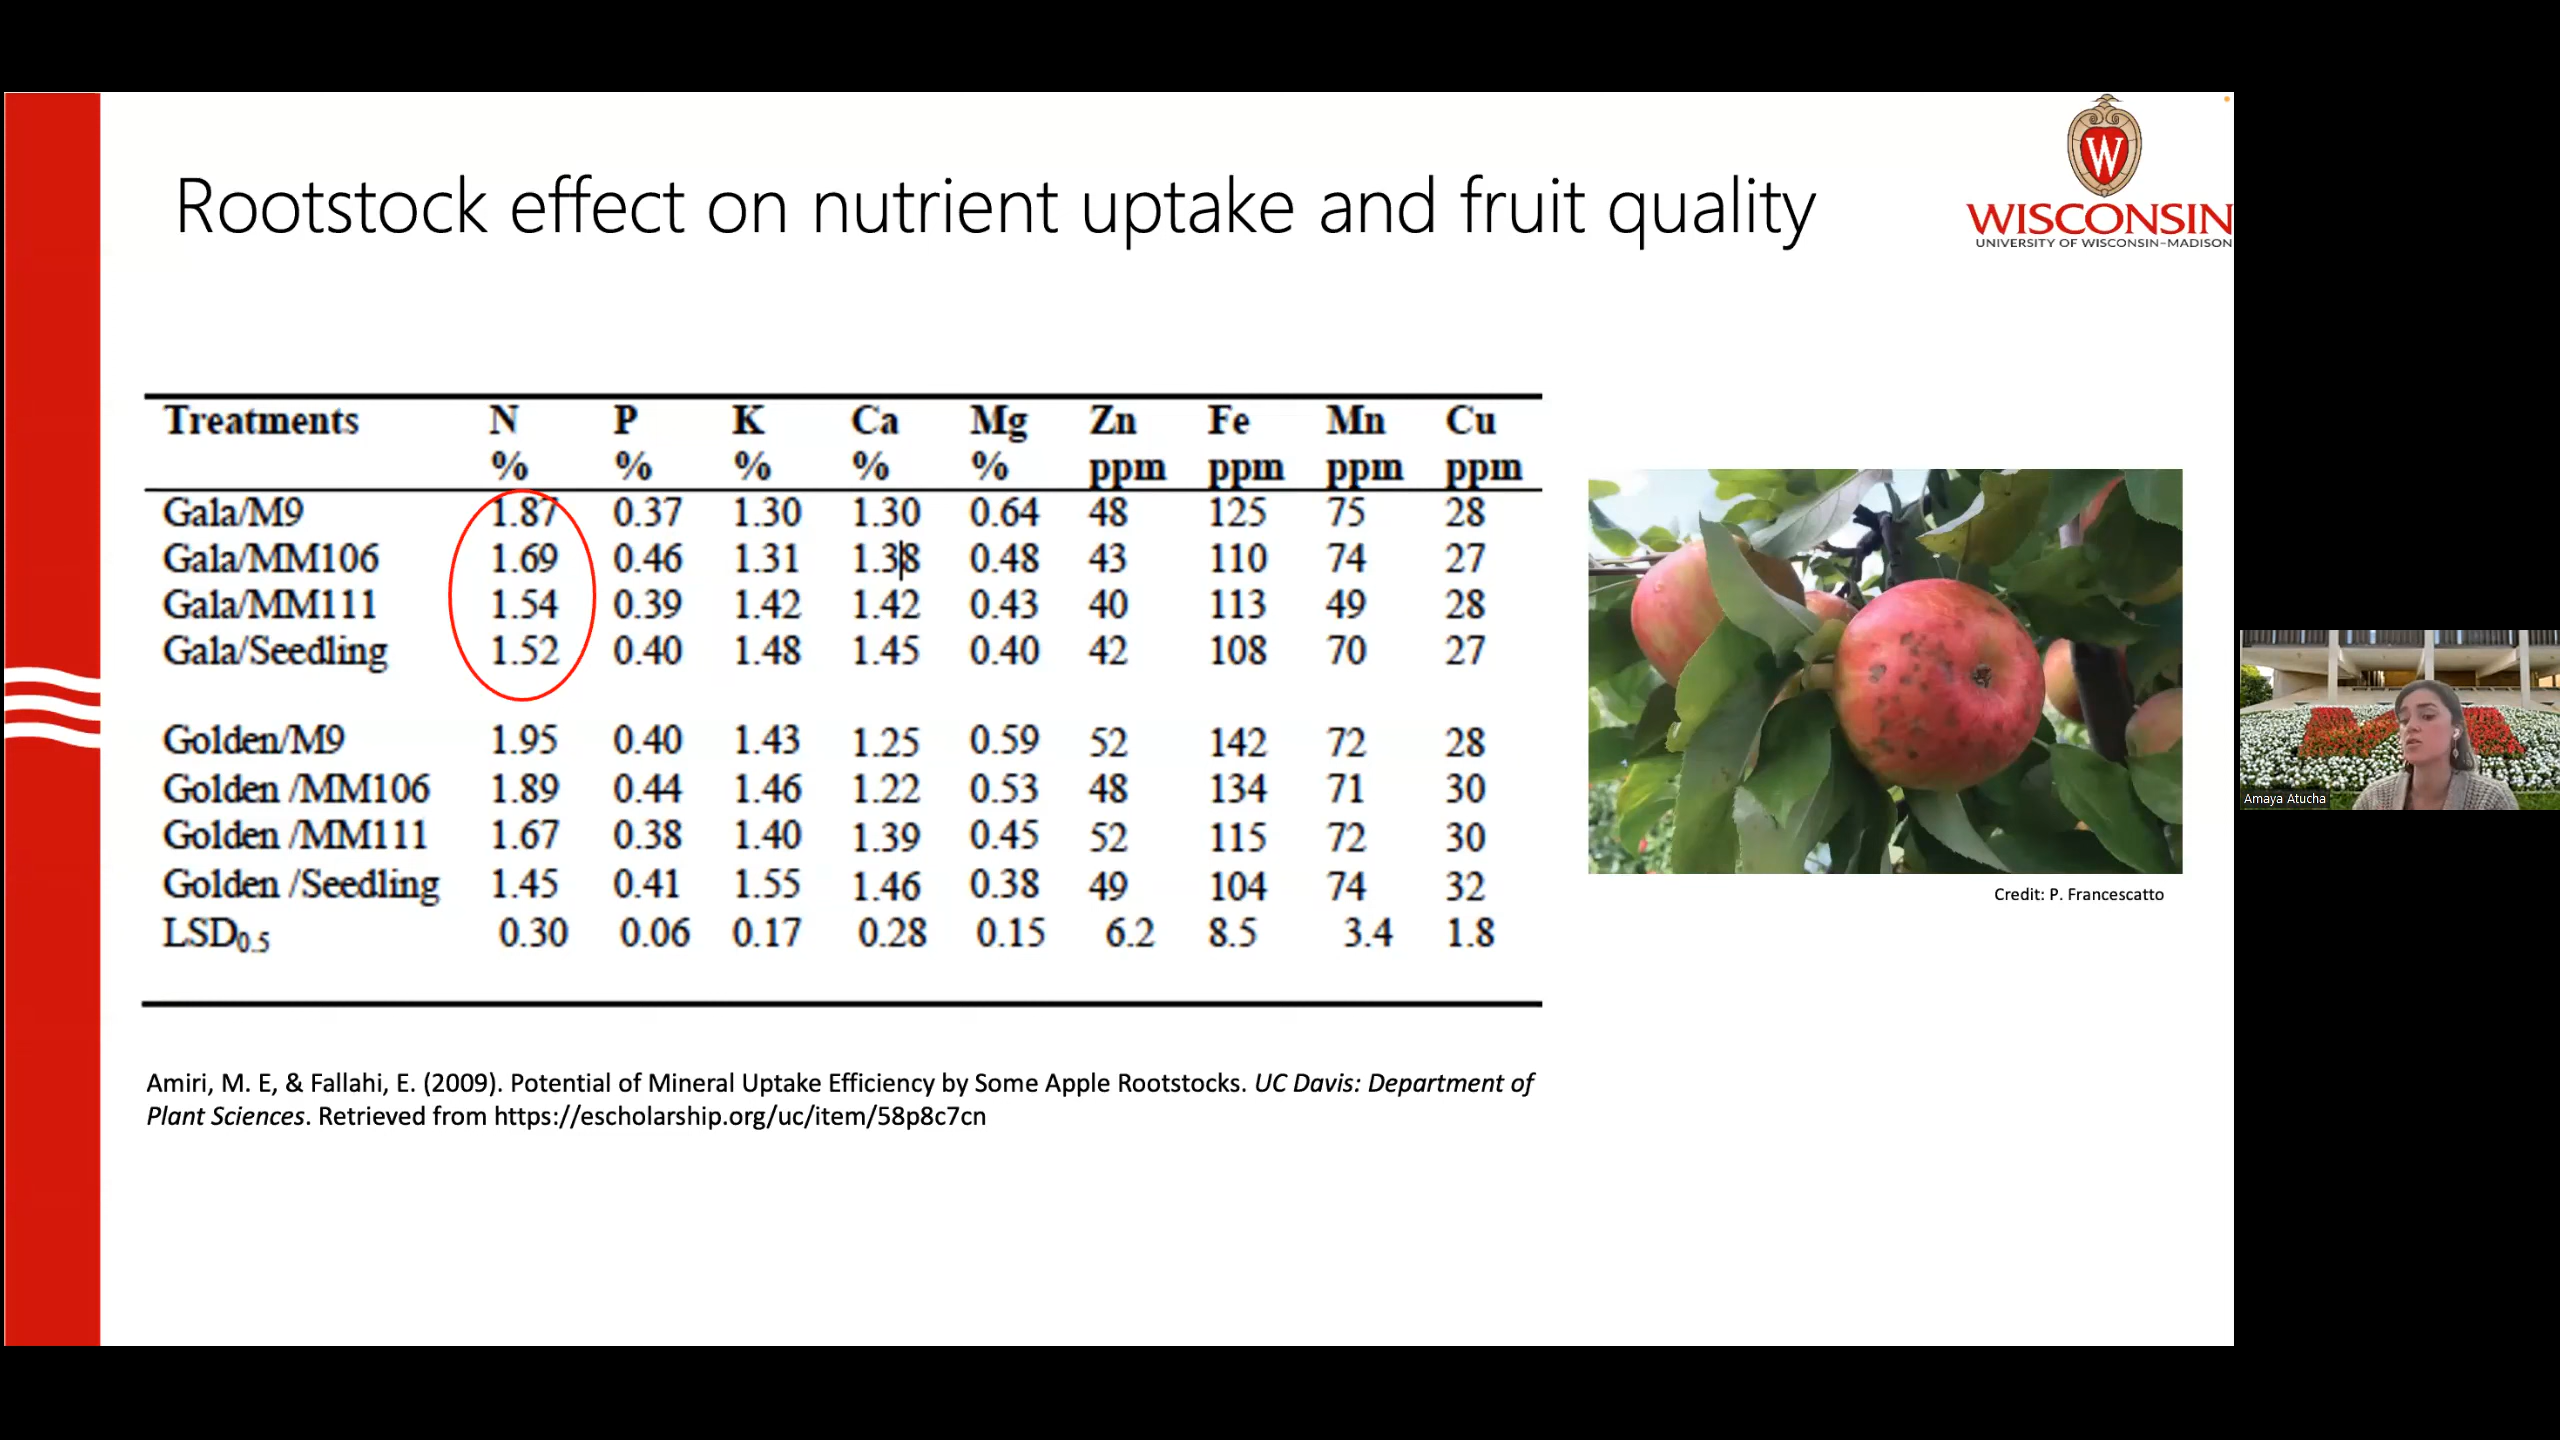 Rootstock effect on nutrient uptake and fruit quality
W
WISCONSIN
UNIVERSITY OF WISCONSIN–MADISON
Treatments N P K Ca Mg Zn Fe Mn Cu
% % % % % ppm ppm ppm ppm
Gala/M9 1.87 0.37 1.30 1.30 0.64 48 125 75 28
Gala/MM106 1.69 0.46 1.31 1.38 0.48 43 110 74 27
Gala/MM111 1.54 0.39 1.42 1.42 0.43 40 113 49 28
Gala/Seedling 1.52 0.40 1.48 1.45 0.40 42 108 70 27
Golden/M9 1.95 0.40 1.43 1.25 0.59 52 142 72 28
Golden /MM106 1.89 0.44 1.46 1.22 0.53 48 134 71 30
Golden /MM111 1.67 0.38 1.40 1.39 0.45 52 115 72 30
Golden /Seedling 1.45 0.41 1.55 1.46 0.38 49 104 74 32
LSD0.5 0.30 0.06 0.17 0.28 0.15 6.2 8.5 3.4 1.8
Credit: P. Francescatto
Amiri, M. E, & Fallahi, E. (2009). Potential of Mineral Uptake Efficiency by Some Apple Rootstocks. UC Davis: Department of
Plant Sciences. Retrieved from https://escholarship.org/uc/item/58p8c7cn
Amaya Atucha